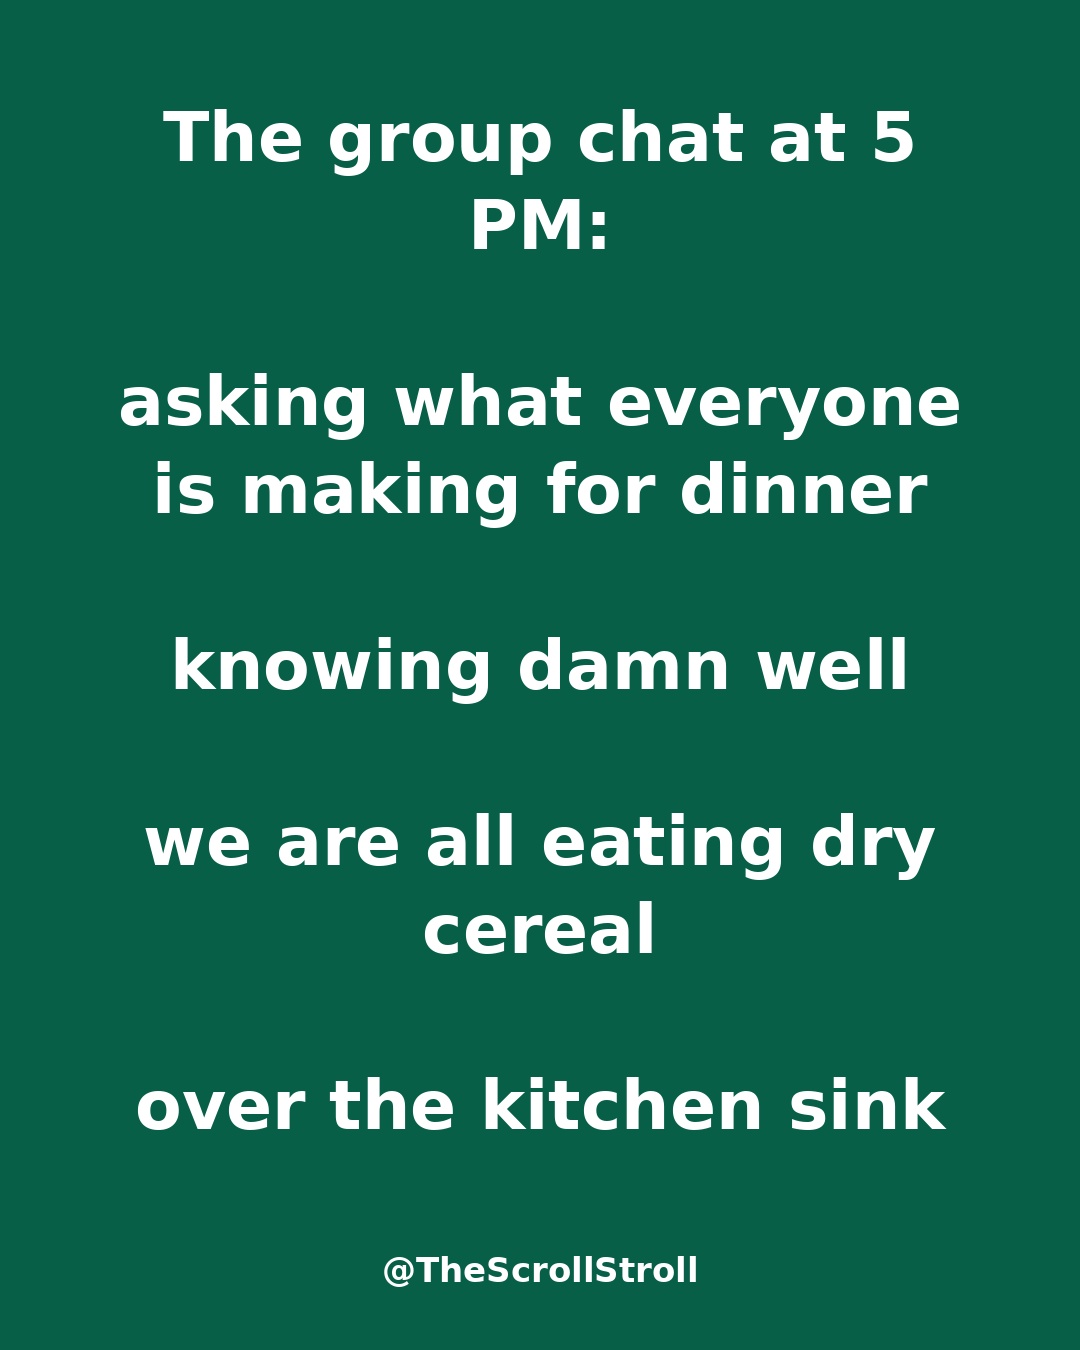 The group chat at 5
PM:
asking what everyone
is making for dinner
knowing damn well
we are all eating dry
cereal
over the kitchen sink
@TheScrollStroll